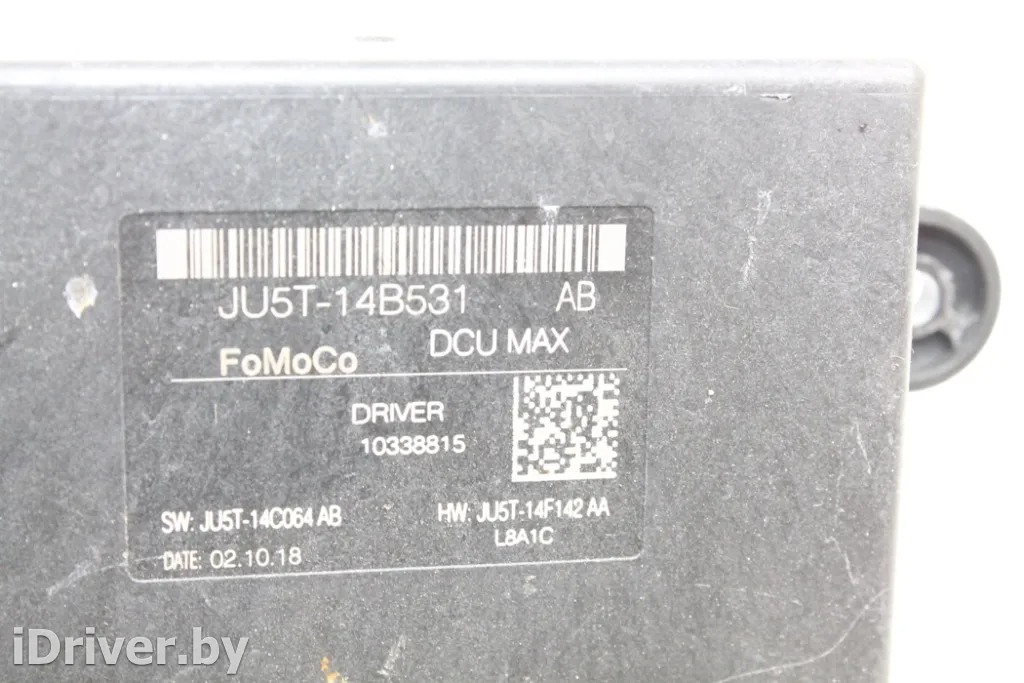 JU5T-14B531 AB
DCU MAX
FoMoCo
DRIVER
10338815
SW: JU5T-14C064 AB
HW: JU5T-14F142 AA
L8A1C
DATE: 02.10.18
iDriver.by